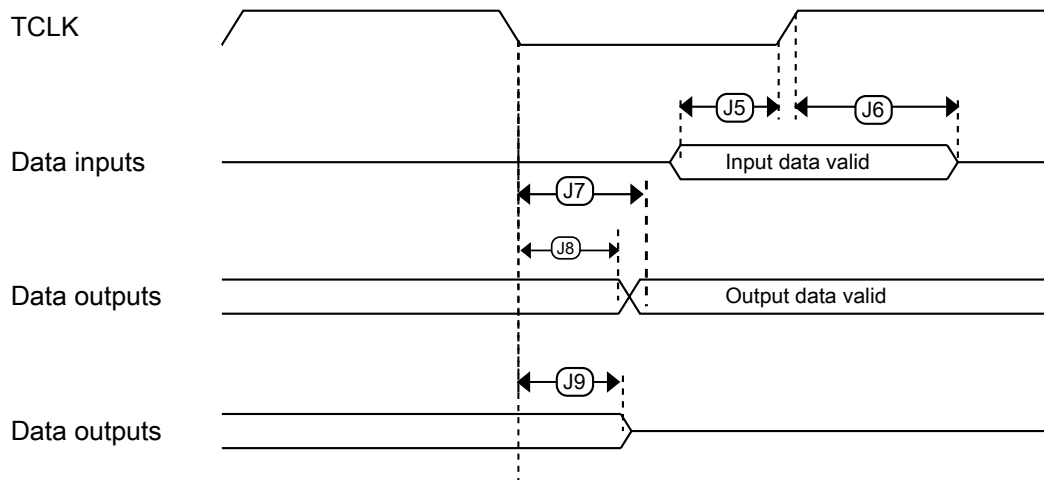 TCLK
J5
J6
Data inputs
Input data valid
J7
J8
Data outputs
Output data valid
J9
Data outputs